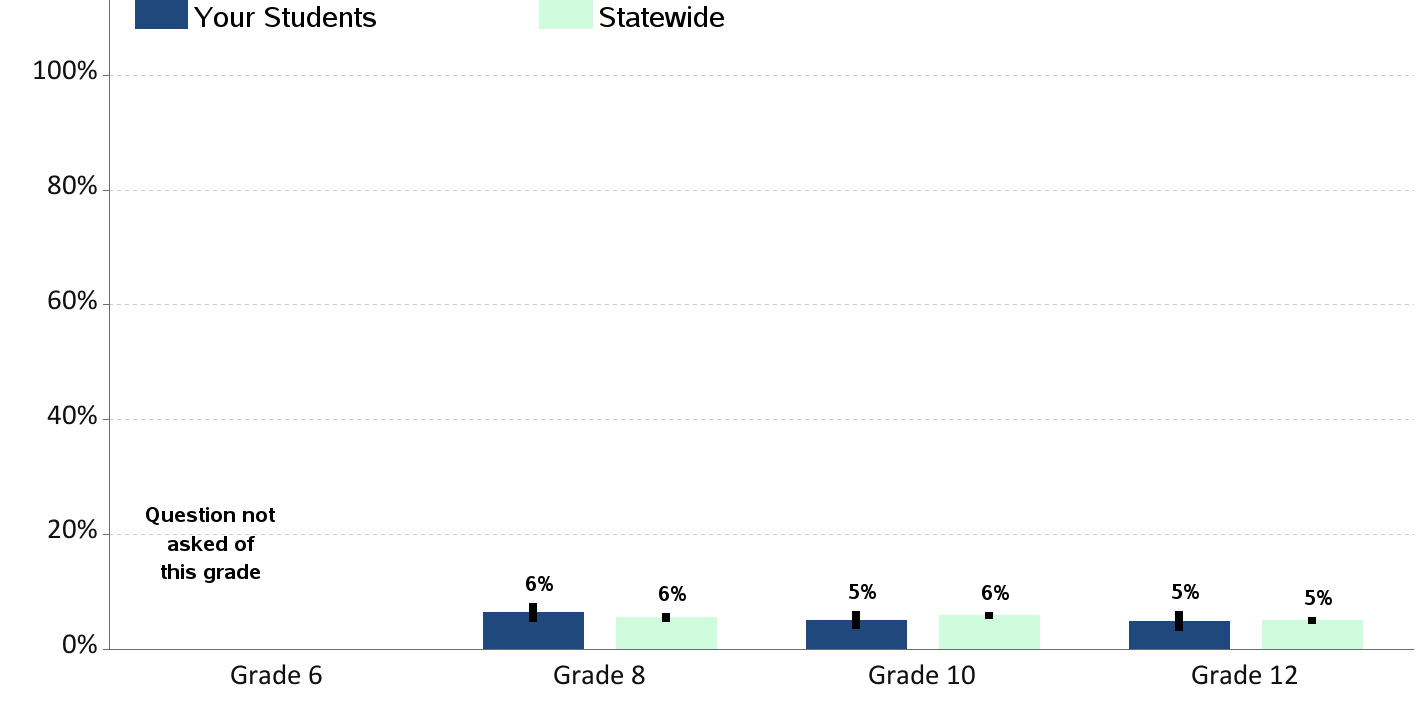 Your Students
Statewide
100%
80%
60%
40%
20%
0%
Question not
asked of
this grade
6%
6%
5%
6%
5%
5%
Grade 6
Grade 8
Grade 10
Grade 12